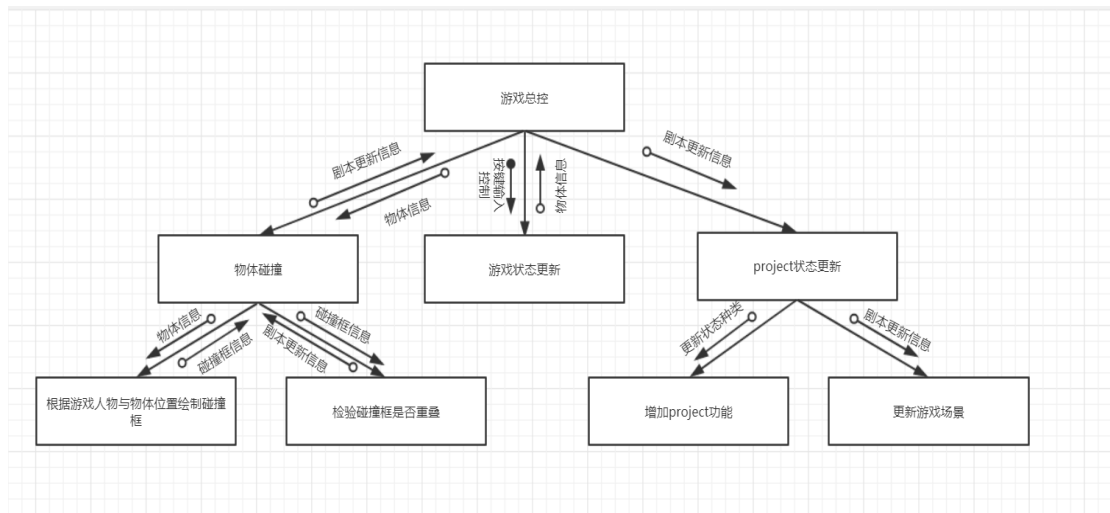 游戏总控
剧本更新信息
物体信息
按键输入
控制
物体信息
剧本更新信息
物体碰撞
游戏状态更新
project状态更新
物体信息
碰撞框信息
碰撞框信息
剧本更新信息
更新状态种类
剧本更新信息
根据游戏人物与物体位置绘制碰撞
框
检验碰撞框是否重叠
增加project功能
更新游戏场景